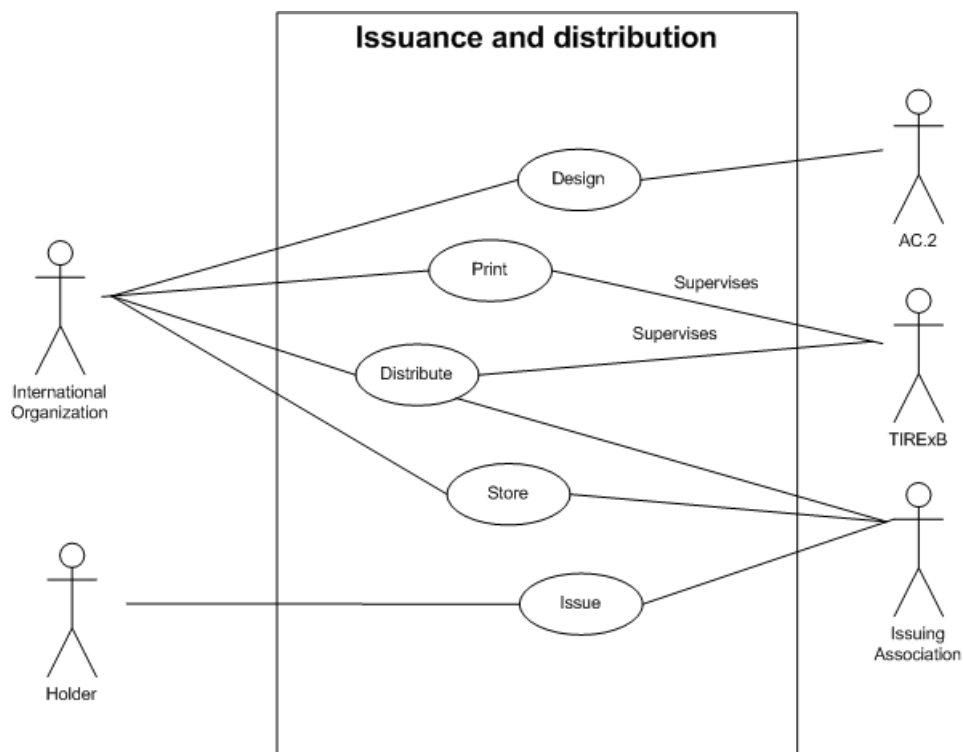 Issuance and distribution
Design
AC.2
Print
Supervises
Supervises
International
Organization
Distribute
TIRExB
Store
Issue
Issuing
Association
Holder